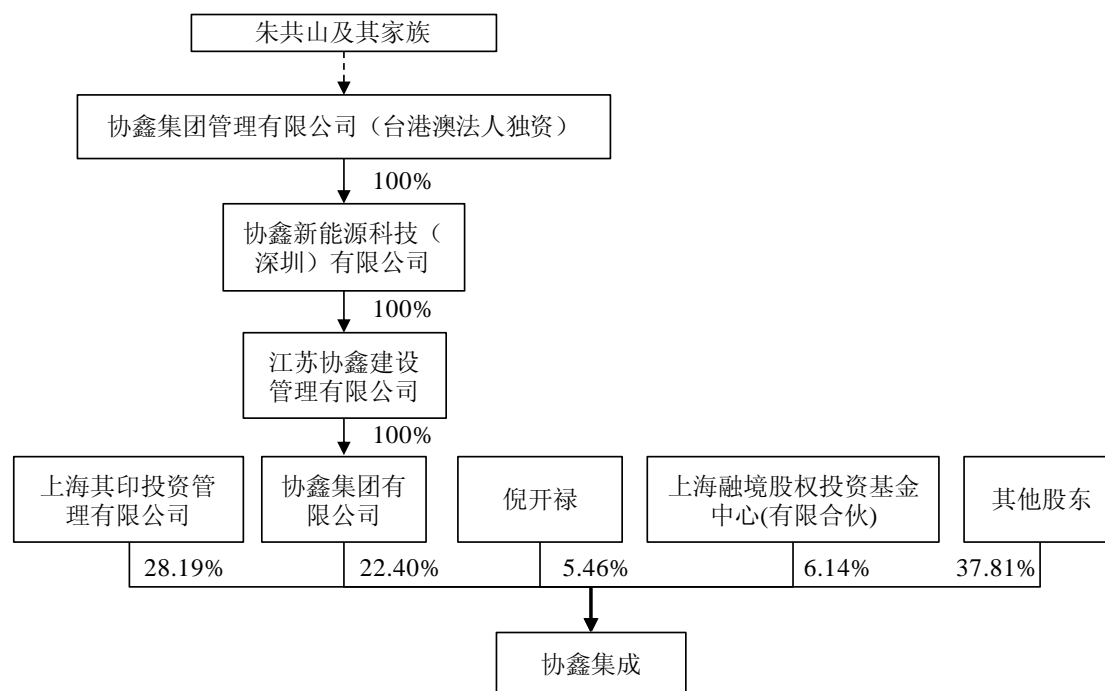 朱共山及其家族
协鑫集团管理有限公司（台港澳法人独资）
100%
协鑫新能源科技（
深圳）有限公司
100%
江苏协鑫建设
管理有限公司
100%
上海其印投资管
理有限公司
协鑫集团有
限公司
倪开禄
上海融境股权投资基金
中心(有限合伙)
其他股东
28.19%
22.40%
5.46%
6.14%
37.81%
协鑫集成